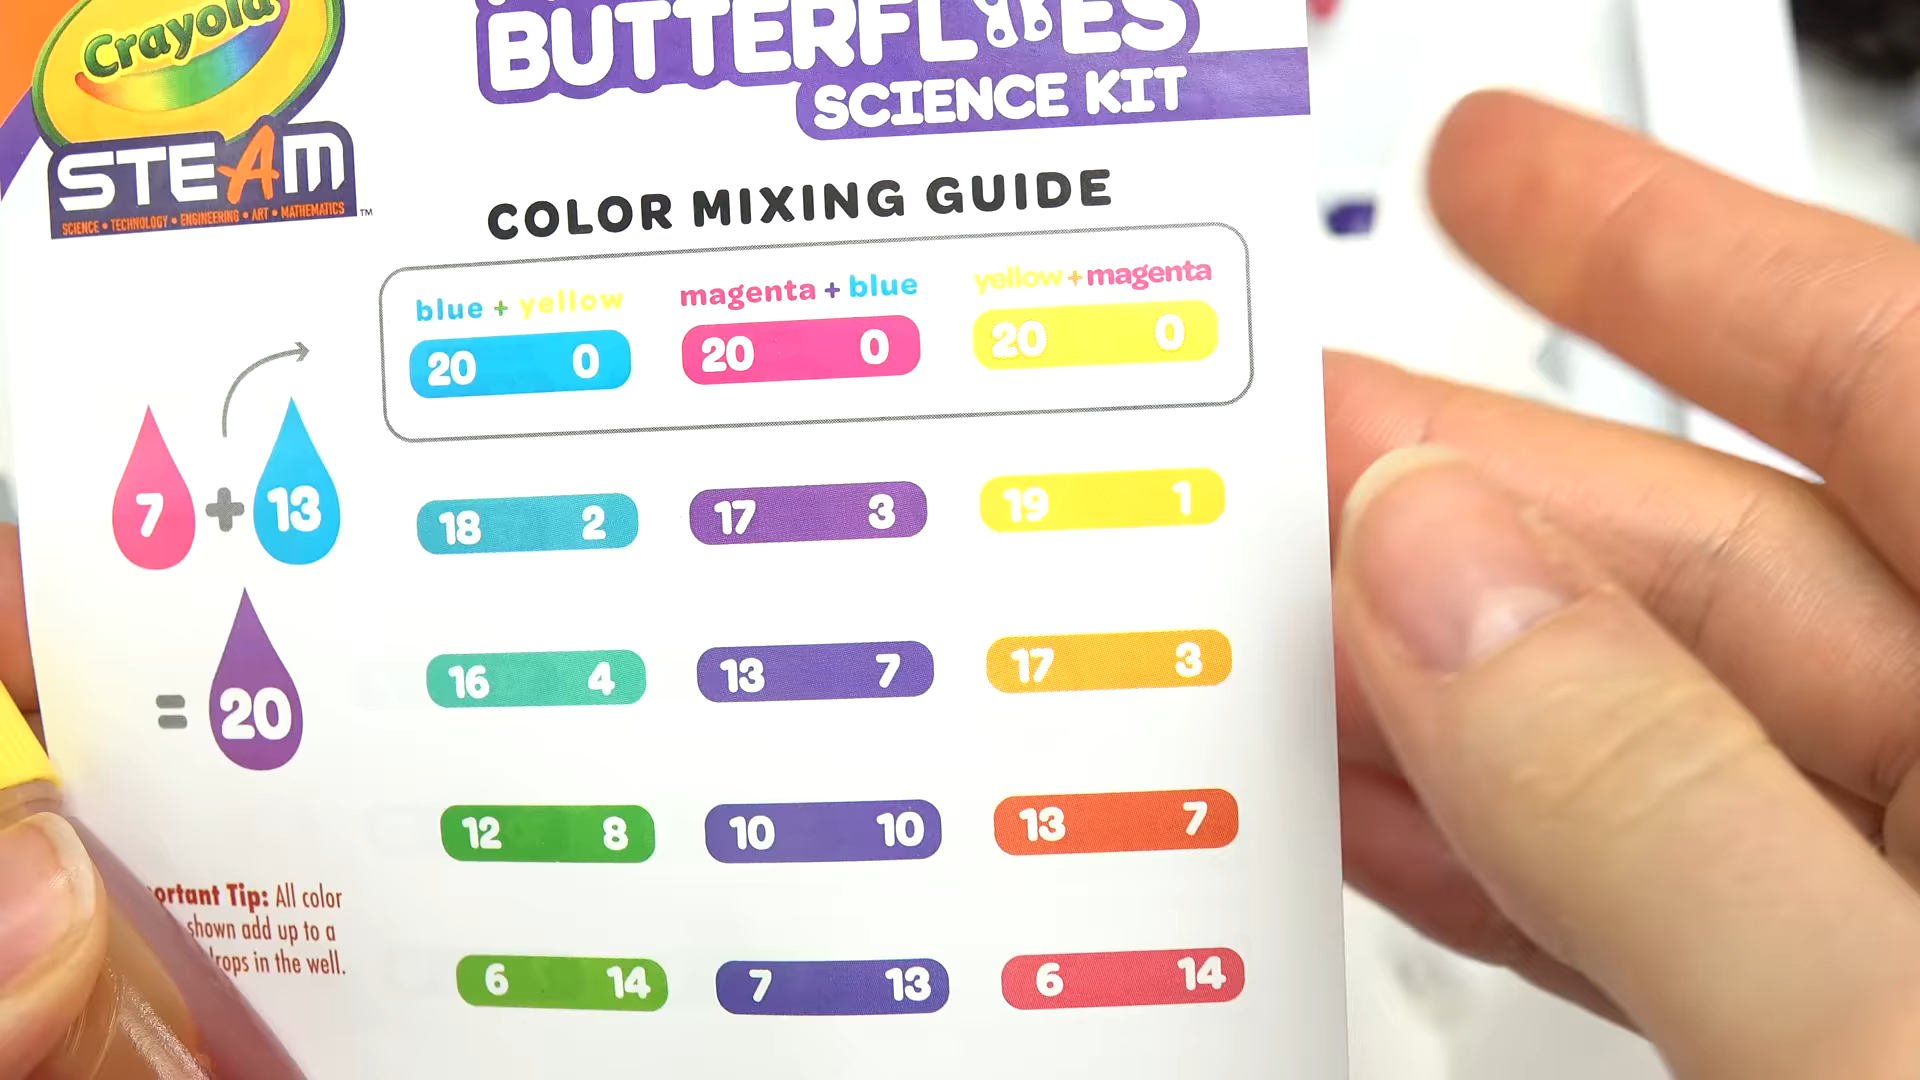 Crayola
STEAM
SCIENCE • TECHNOLOGY • ENGINEERING • ART • MATHEMATICS ™
BUTTERFLIES
SCIENCE KIT
COLOR MIXING GUIDE
blue + yellow magenta + blue yellow + magenta
20 0 20 0 20 0
7 + 13
18 2 17 3 19 1
16 4 13 7 17 3
= 20
12 8 10 10 13 7
ortant Tip: All color
shown add up to a
rops in the well.
6 14 7 13 6 14